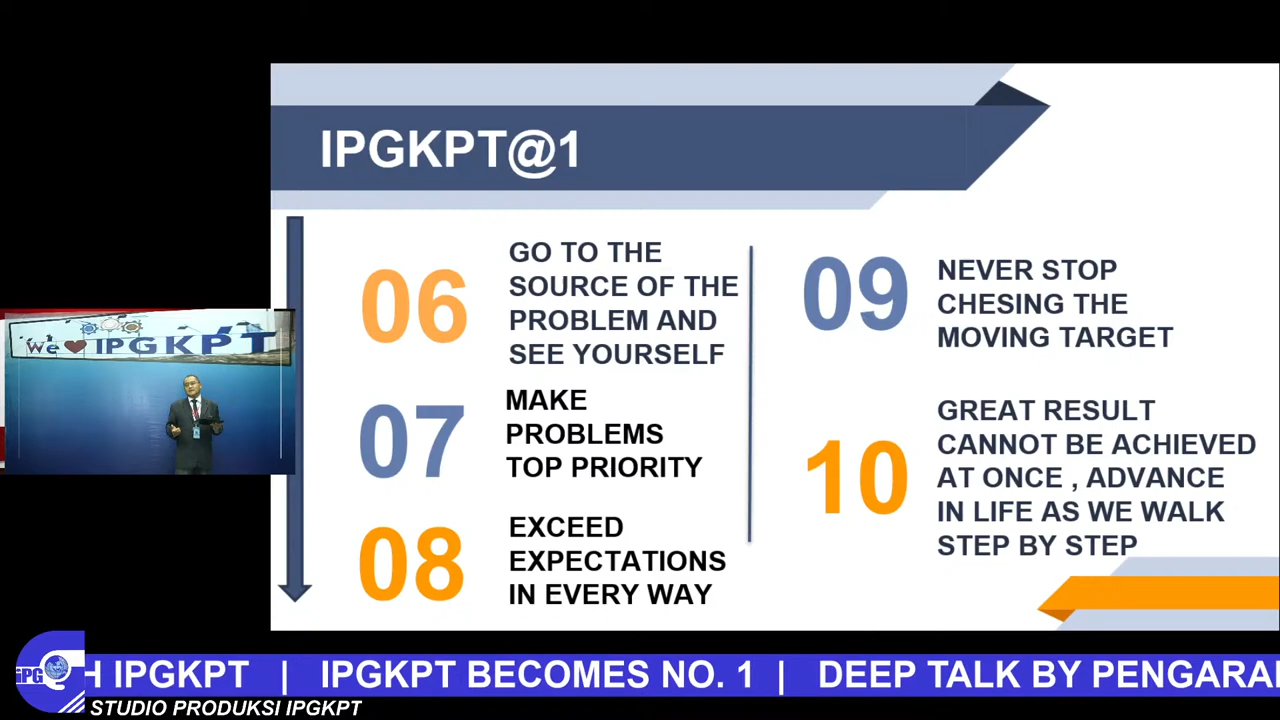 IPGKPT@1
06
GO TO THE
SOURCE OF THE
PROBLEM AND
SEE YOURSELF
07
MAKE
PROBLEMS
TOP PRIORITY
08
EXCEED
EXPECTATIONS
IN EVERY WAY
09
NEVER STOP
CHESING THE
MOVING TARGET
10
GREAT RESULT
CANNOT BE ACHIEVED
AT ONCE , ADVANCE
IN LIFE AS WE WALK
STEP BY STEP
We IPGKPT
iPG
H IPGKPT | IPGKPT BECOMES NO. 1 | DEEP TALK BY PENGARA
STUDIO PRODUKSI IPGKPT